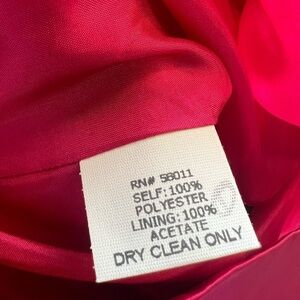 RN# 58011
SELF: 100%
POLYESTER
LINING: 100%
ACETATE
DRY CLEAN ONLY